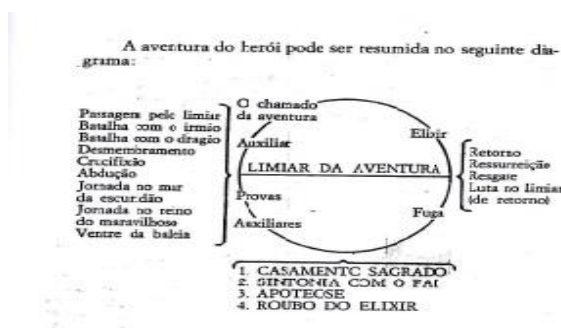 A aventura do herói pode ser resumida no seguinte dia-
grama:
O chamado
da aventura
Auxiliar
Elixir
LIMIAR DA AVENTURA
Provas
Auxiliares
Fuga
Passagem pelo limiar
Batalha com o irmão
Batalha com o dragão
Desmembramento
Crucifixão
Abdução
Jornada no mar
da escuridão
Jornada no reino
do maravilhoso
Ventre da baleia
Retorno
Ressurreição
Resgate
Luta no limiar
(de retorno)
1. CASAMENTO SAGRADO
2. SINTONIA COM O PAI
3. APOTEOSE
4. ROUBO DO ELIXIR